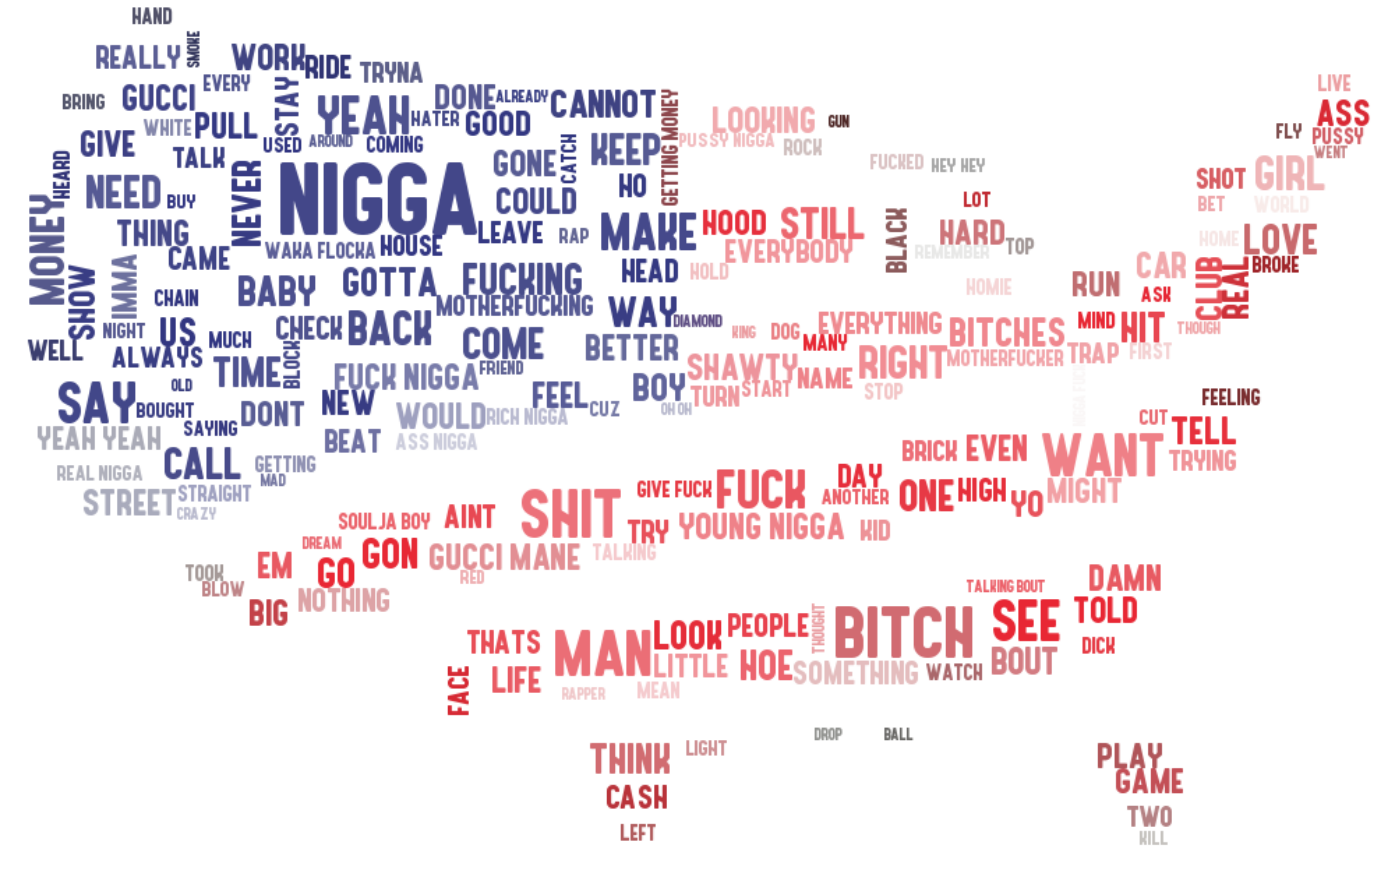 HAND
REALLY SMOKE WORK RIDE TRYNA
BRING GUCCI EVERY STAY YEAH DONE ALREADY CANNOT
LIVE
ASS
WHITE PULL HATER GOOD LOOKING GUN
FLY PUSSY
GIVE TALK USED AROUND COMING CATCH KEEP GETTING MONEY PUSSY NIGGA ROCK
WENT
HEARD NEVER NIGGA GONE HO FUCKED HEY HEY
SHOT GIRL
NEED BUY COULD LOT
BET WORLD
MONEY THING LEAVE RAP MAKE HOOD STILL BLACK HARD TOP
HOME LOVE
CAME WAKA FLOCKA HOUSE EVERYBODY REMEMBER
SHOW IMMA GOTTA FUCKING HEAD HOLD CAR CLUB REAL BROKE
CHAIN BABY MOTHERFUCKING HOMIE RUN ASK
NIGHT US MUCH CHECK BACK WAY DIAMOND KING DOG EVERYTHING BITCHES MIND HIT THOUGH
WELL ALWAYS BLOCK COME BETTER MANY MOTHERFUCKER TRAP FIRST
TIME FUCK NIGGA FRIEND SHAWTY NAME RIGHT
OLD BOY START STOP
SAY BOUGHT DONT NEW WOULD RICH NIGGA FEEL CUZ OH OH TURN FEELING
YEAH YEAH SAYING BEAT ASS NIGGA CUT TELL
REAL NIGGA CALL GETTING MAD BRICK EVEN WANT TRYING
STREET STRAIGHT GIVE FUCK FUCK DAY ANOTHER ONE HIGH YO MIGHT
CRAZY SOULJA BOY AINT SHIT TRY YOUNG NIGGA KID
DREAM GON GUCCI MANE TALKING
TOOK EM GO RED
BLOW NOTHING TALKING BOUT DAMN
BIG LOOK PEOPLE THOUGHT BITCH SEE TOLD
THATS MAN LITTLE HOE SOMETHING WATCH BOUT DICK
FACE LIFE RAPPER MEAN
DROP BALL
THINK LIGHT PLAY
CASH GAME
LEFT TWO
KILL